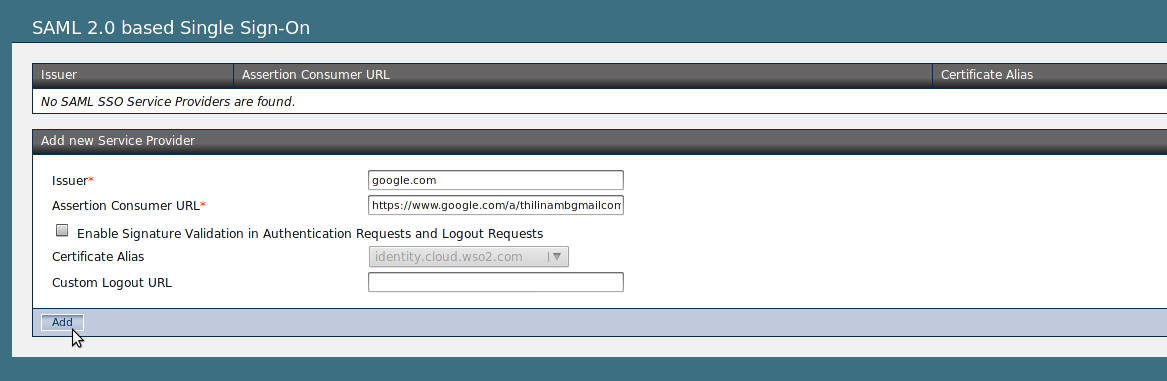 SAML 2.0 based Single Sign-On
Issuer Assertion Consumer URL Certificate Alias
No SAML SSO Service Providers are found.
Add new Service Provider
Issuer* google.com
Assertion Consumer URL* https://www.google.com/a/thilinambgmailcom
Enable Signature Validation in Authentication Requests and Logout Requests
Certificate Alias identity.cloud.wso2.com
Custom Logout URL
Add